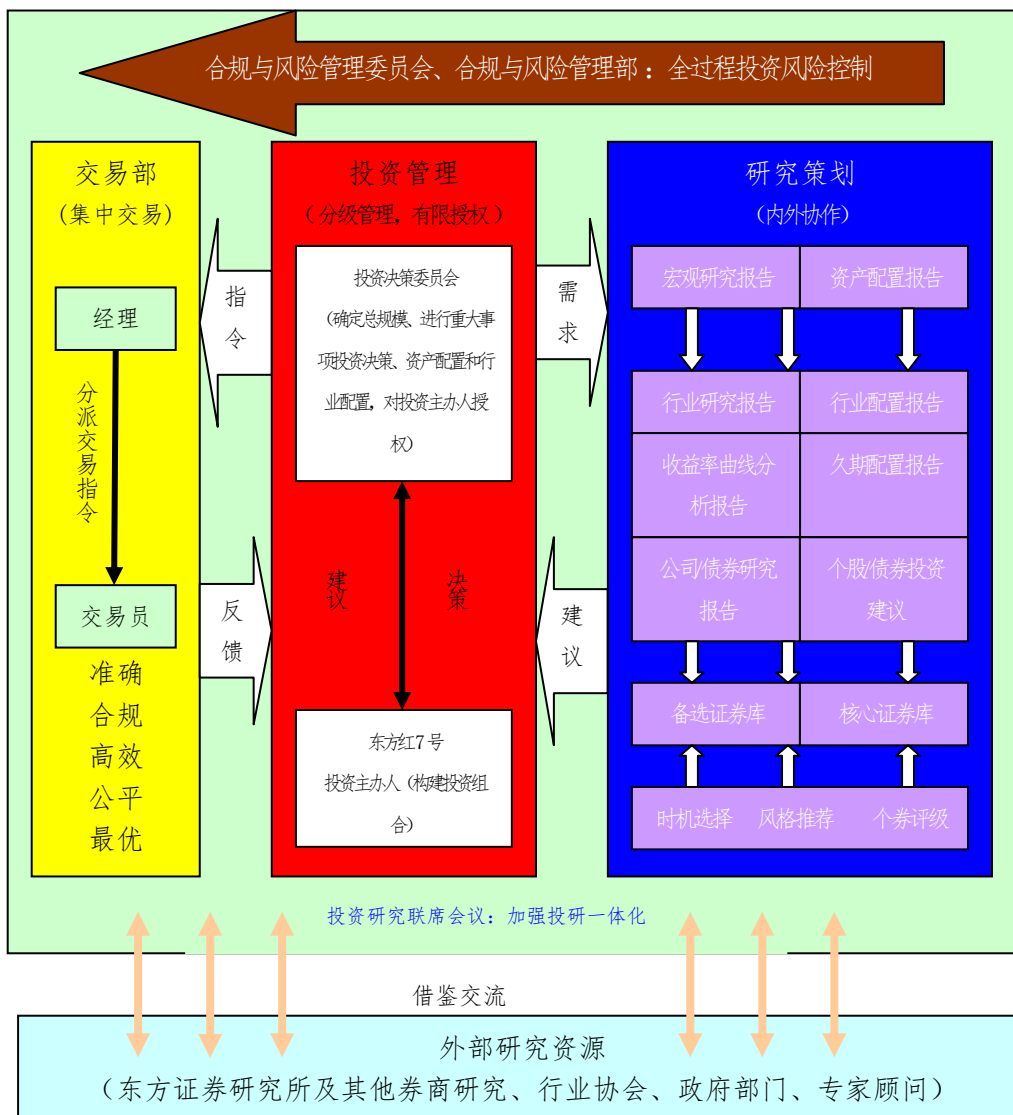 合规与风险管理委员会、合规与风险管理部：全过程投资风险控制
交易部
（集中交易）
经理
分派交易指令
交易员
准确
合规
高效
公平
最优
指令
反馈
投资管理
（分级管理，有限授权）
投资决策委员会
（确定总规模、进行重大事
项投资决策、资产配置和行
业配置，对投资主办人授
权）
建议
决策
东方红7号
投资主办人（构建投资组
合）
需求
建议
研究策划
（内外协作）
宏观研究报告
资产配置报告
行业研究报告
行业配置报告
收益率曲线分
析报告
久期配置报告
公司/债券研究
报告
个股/债券投资
建议
备选证券库
核心证券库
时机选择 风格推荐 个券评级
投资研究联席会议：加强投研一体化
借鉴交流
外部研究资源
（东方证券研究所及其他券商研究、行业协会、政府部门、专家顾问）